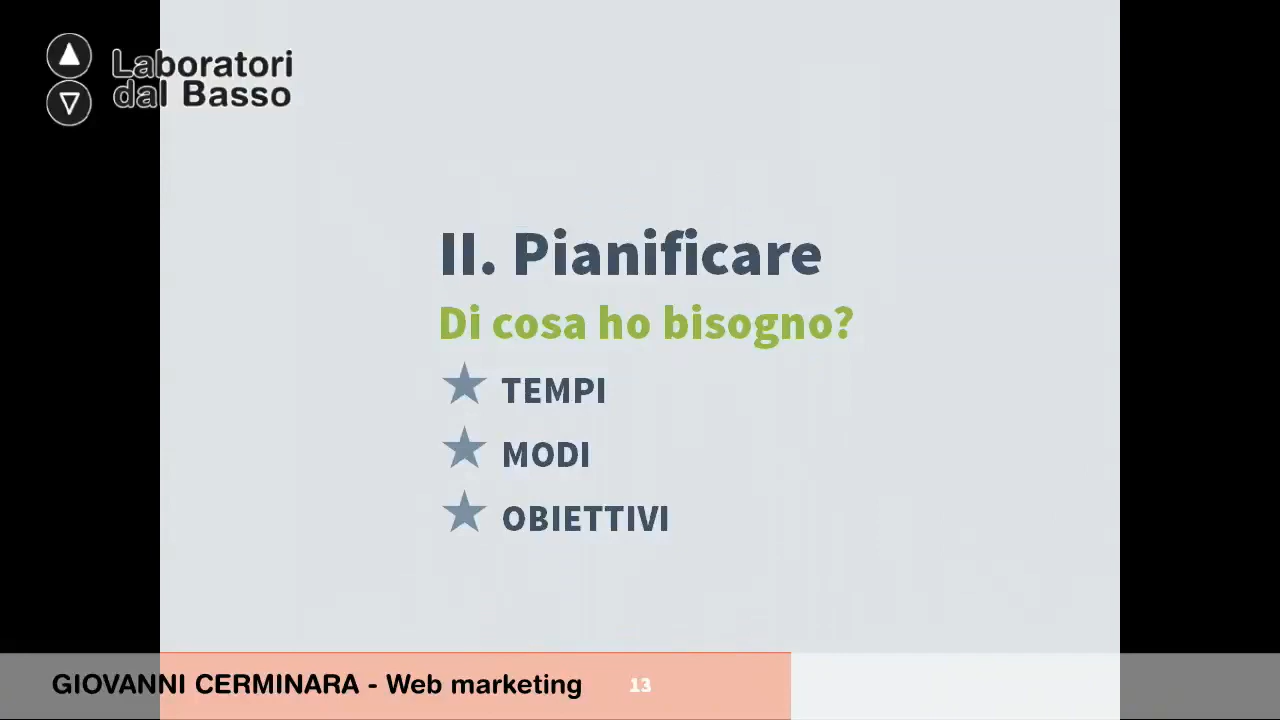 Laboratori
dal Basso
II. Pianificare
Di cosa ho bisogno?
TEMPI
MODI
OBIETTIVI
GIOVANNI CERMINARA - Web marketing
13